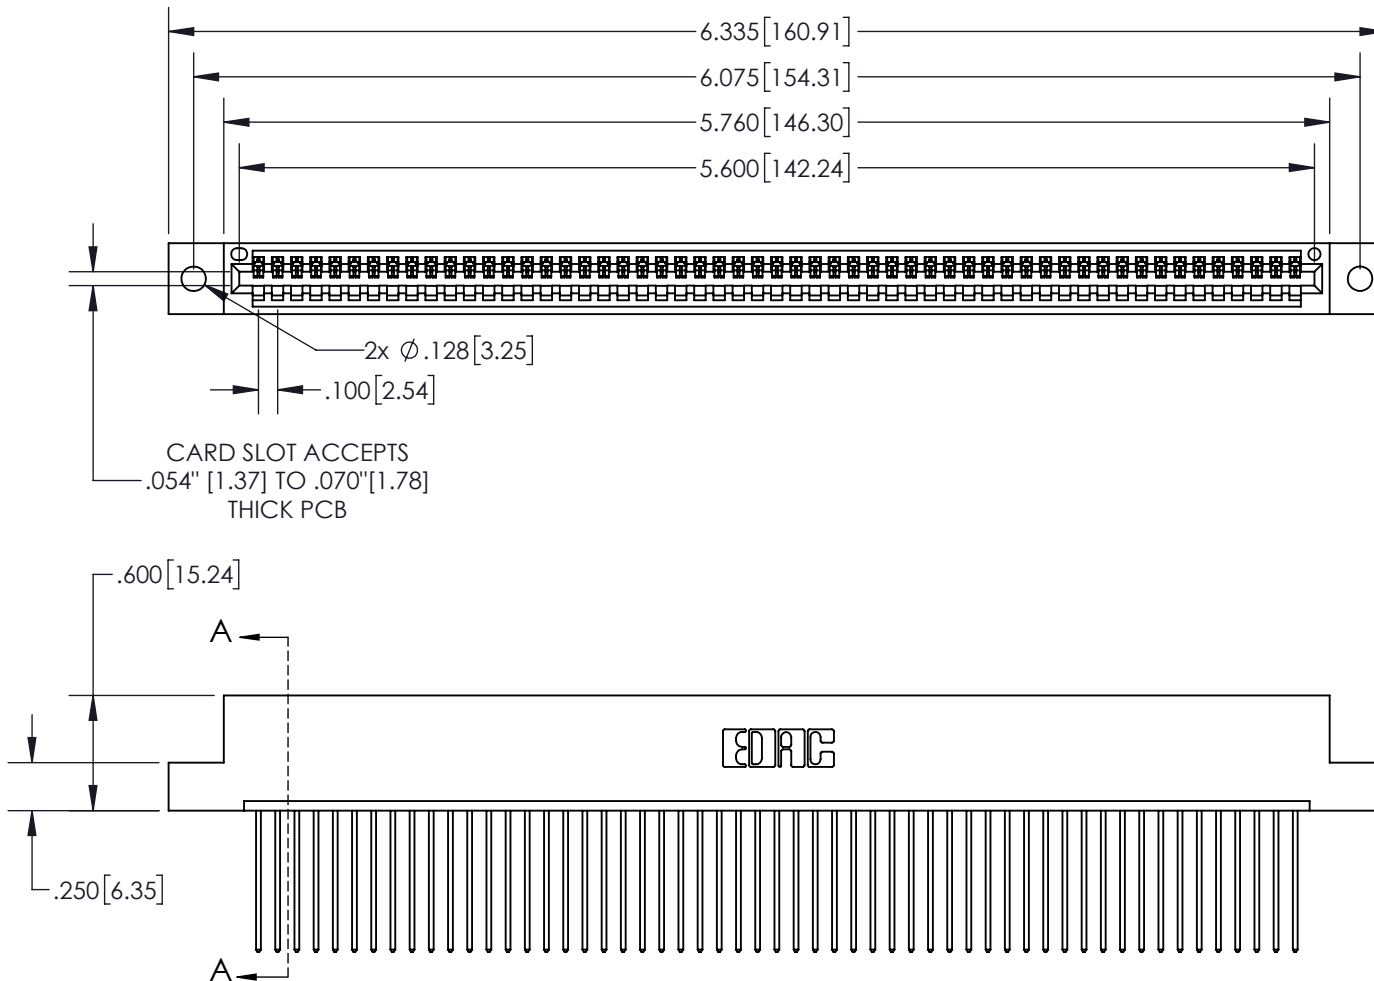 6.335[160.91]
6.075[154.31]
5.760[146.30]
5.600[142.24]
2x ∅.128[3.25]
.100[2.54]
CARD SLOT ACCEPTS
.054" [1.37] TO .070"[1.78]
THICK PCB
.600[15.24]
A
EDAC
.250[6.35]
A